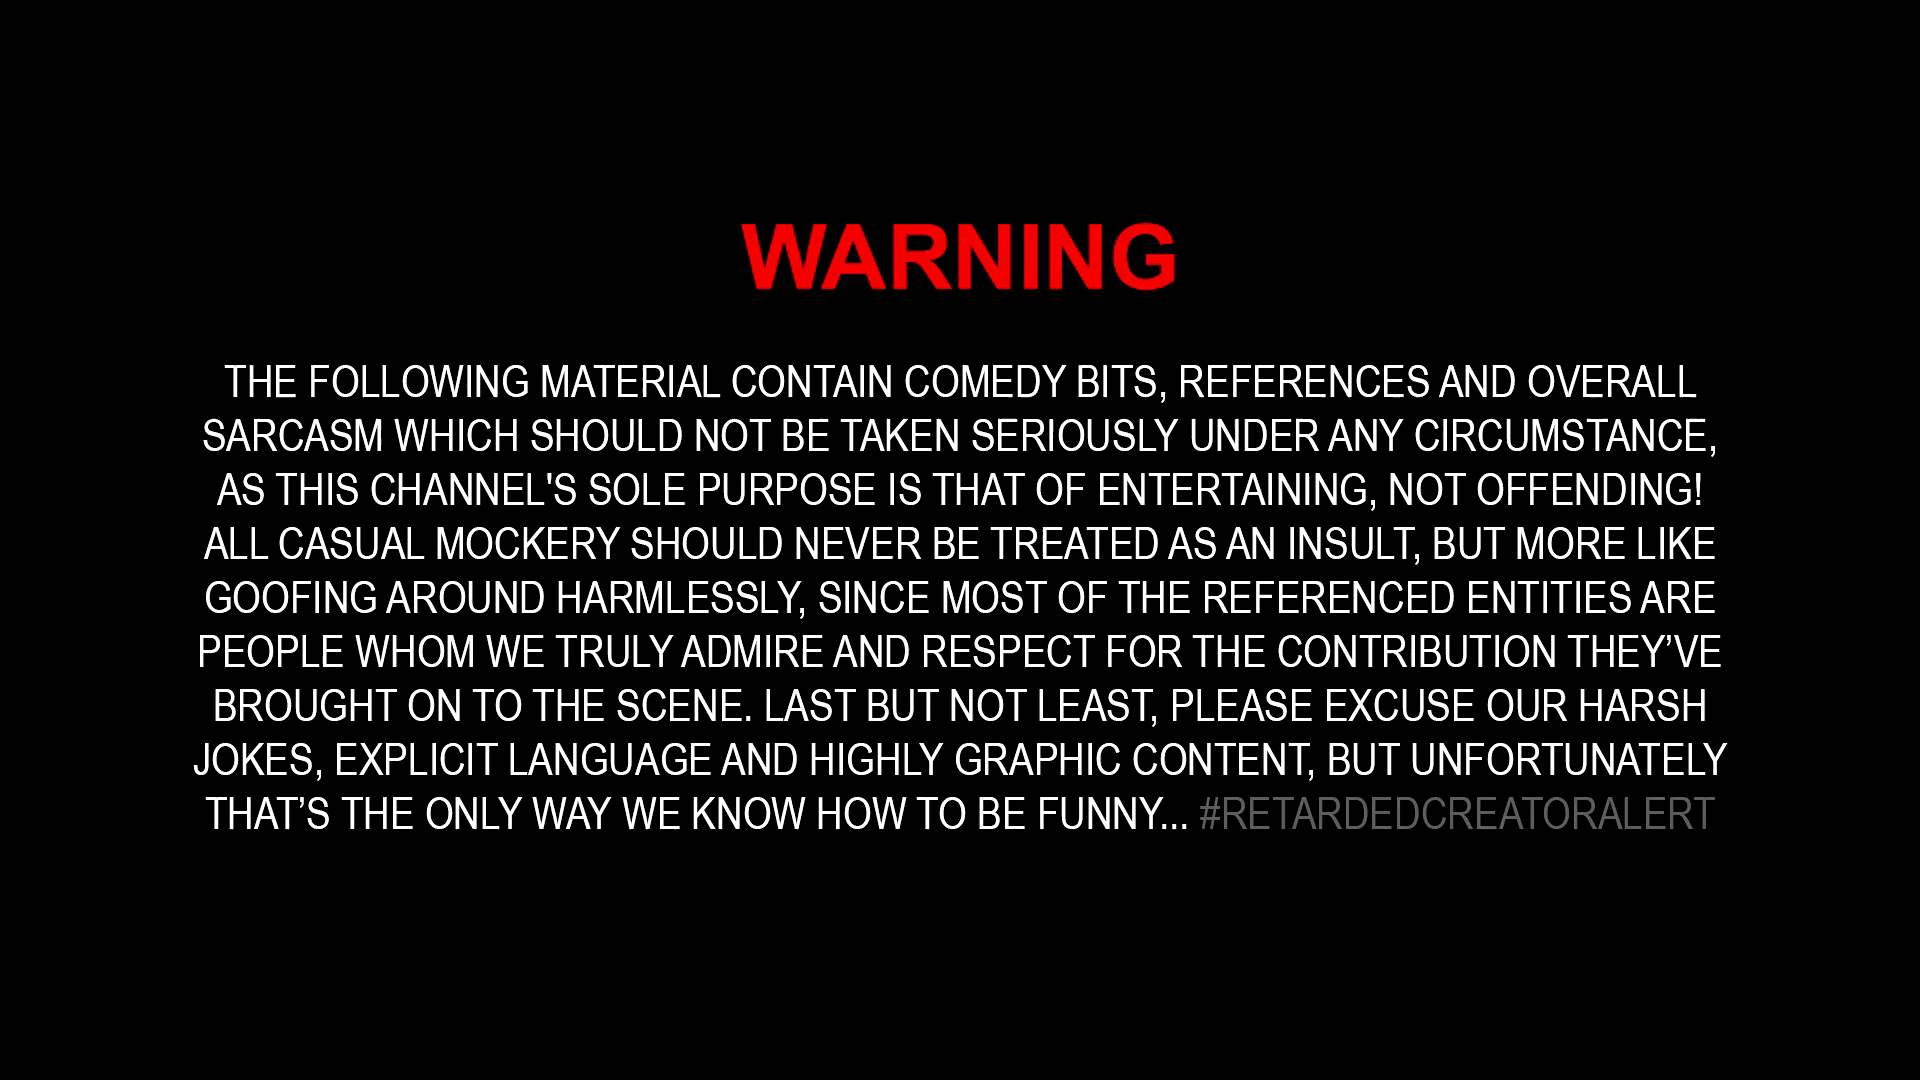 WARNING
THE FOLLOWING MATERIAL CONTAIN COMEDY BITS, REFERENCES AND OVERALL
SARCASM WHICH SHOULD NOT BE TAKEN SERIOUSLY UNDER ANY CIRCUMSTANCE,
AS THIS CHANNEL'S SOLE PURPOSE IS THAT OF ENTERTAINING, NOT OFFENDING!
ALL CASUAL MOCKERY SHOULD NEVER BE TREATED AS AN INSULT, BUT MORE LIKE
GOOFING AROUND HARMLESSLY, SINCE MOST OF THE REFERENCED ENTITIES ARE
PEOPLE WHOM WE TRULY ADMIRE AND RESPECT FOR THE CONTRIBUTION THEY’VE
BROUGHT ON TO THE SCENE. LAST BUT NOT LEAST, PLEASE EXCUSE OUR HARSH
JOKES, EXPLICIT LANGUAGE AND HIGHLY GRAPHIC CONTENT, BUT UNFORTUNATELY
THAT’S THE ONLY WAY WE KNOW HOW TO BE FUNNY... #RETARDEDCREATORALERT